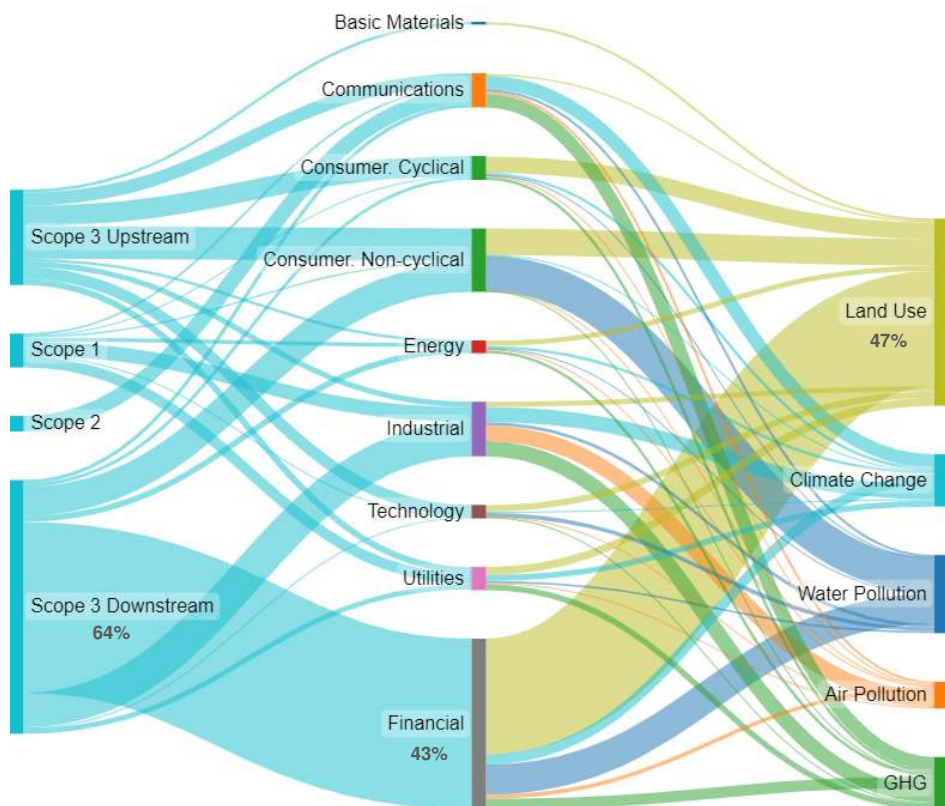 Scope 3 Upstream
Scope 1
Scope 2
Scope 3 Downstream
64%
Basic Materials
Communications
Consumer. Cyclical
Consumer. Non-cyclical
Energy
Industrial
Technology
Utilities
Financial
43%
Land Use
47%
Climate Change
Water Pollution
Air Pollution
GHG